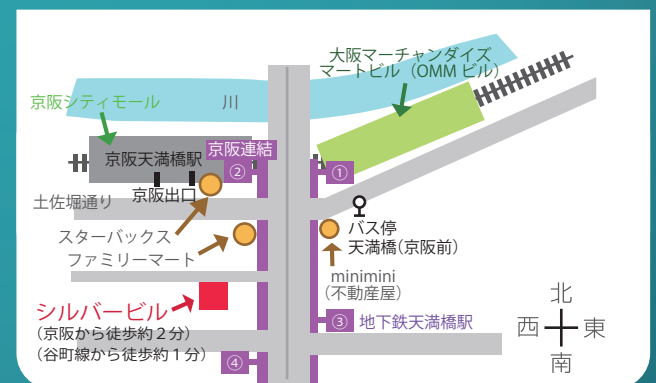 大阪マーチャンダイズ
マートビル（OMM ビル）
京阪シティモール
川
京阪連結
京阪天満橋駅
②
①
京阪出口
土佐堀通り
バス停
天満橋(京阪前)
スターバックス
ファミリーマート
minimini
（不動産屋）
シルバービル
(京阪から徒歩約２分)
(谷町線から徒歩約１分)
③ 地下鉄天満橋駅
④
北
西 東
南